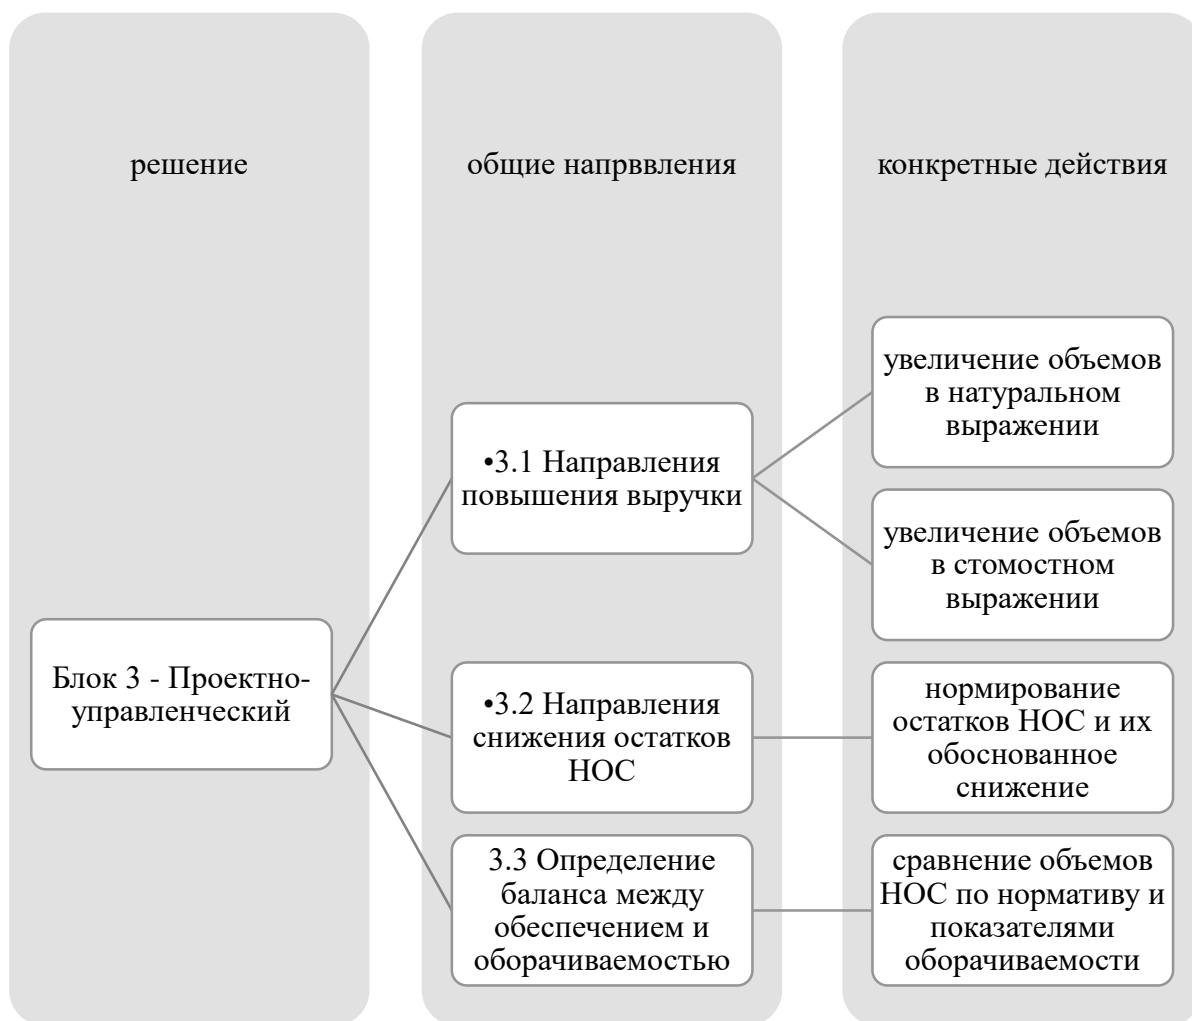 решение
общие напрввления
конкретные действия
Блок 3 - Проектно-
управленческий
•3.1 Направления
повышения выручки
увеличение объемов
в натуральном
выражении
увеличение объемов
в стомостном
выражении
•3.2 Направления
снижения остатков
НОС
нормирование
остатков НОС и их
обоснованное
снижение
3.3 Определение
баланса между
обеспечением и
оборачиваемостью
сравнение объемов
НОС по нормативу и
показателями
оборачиваемости